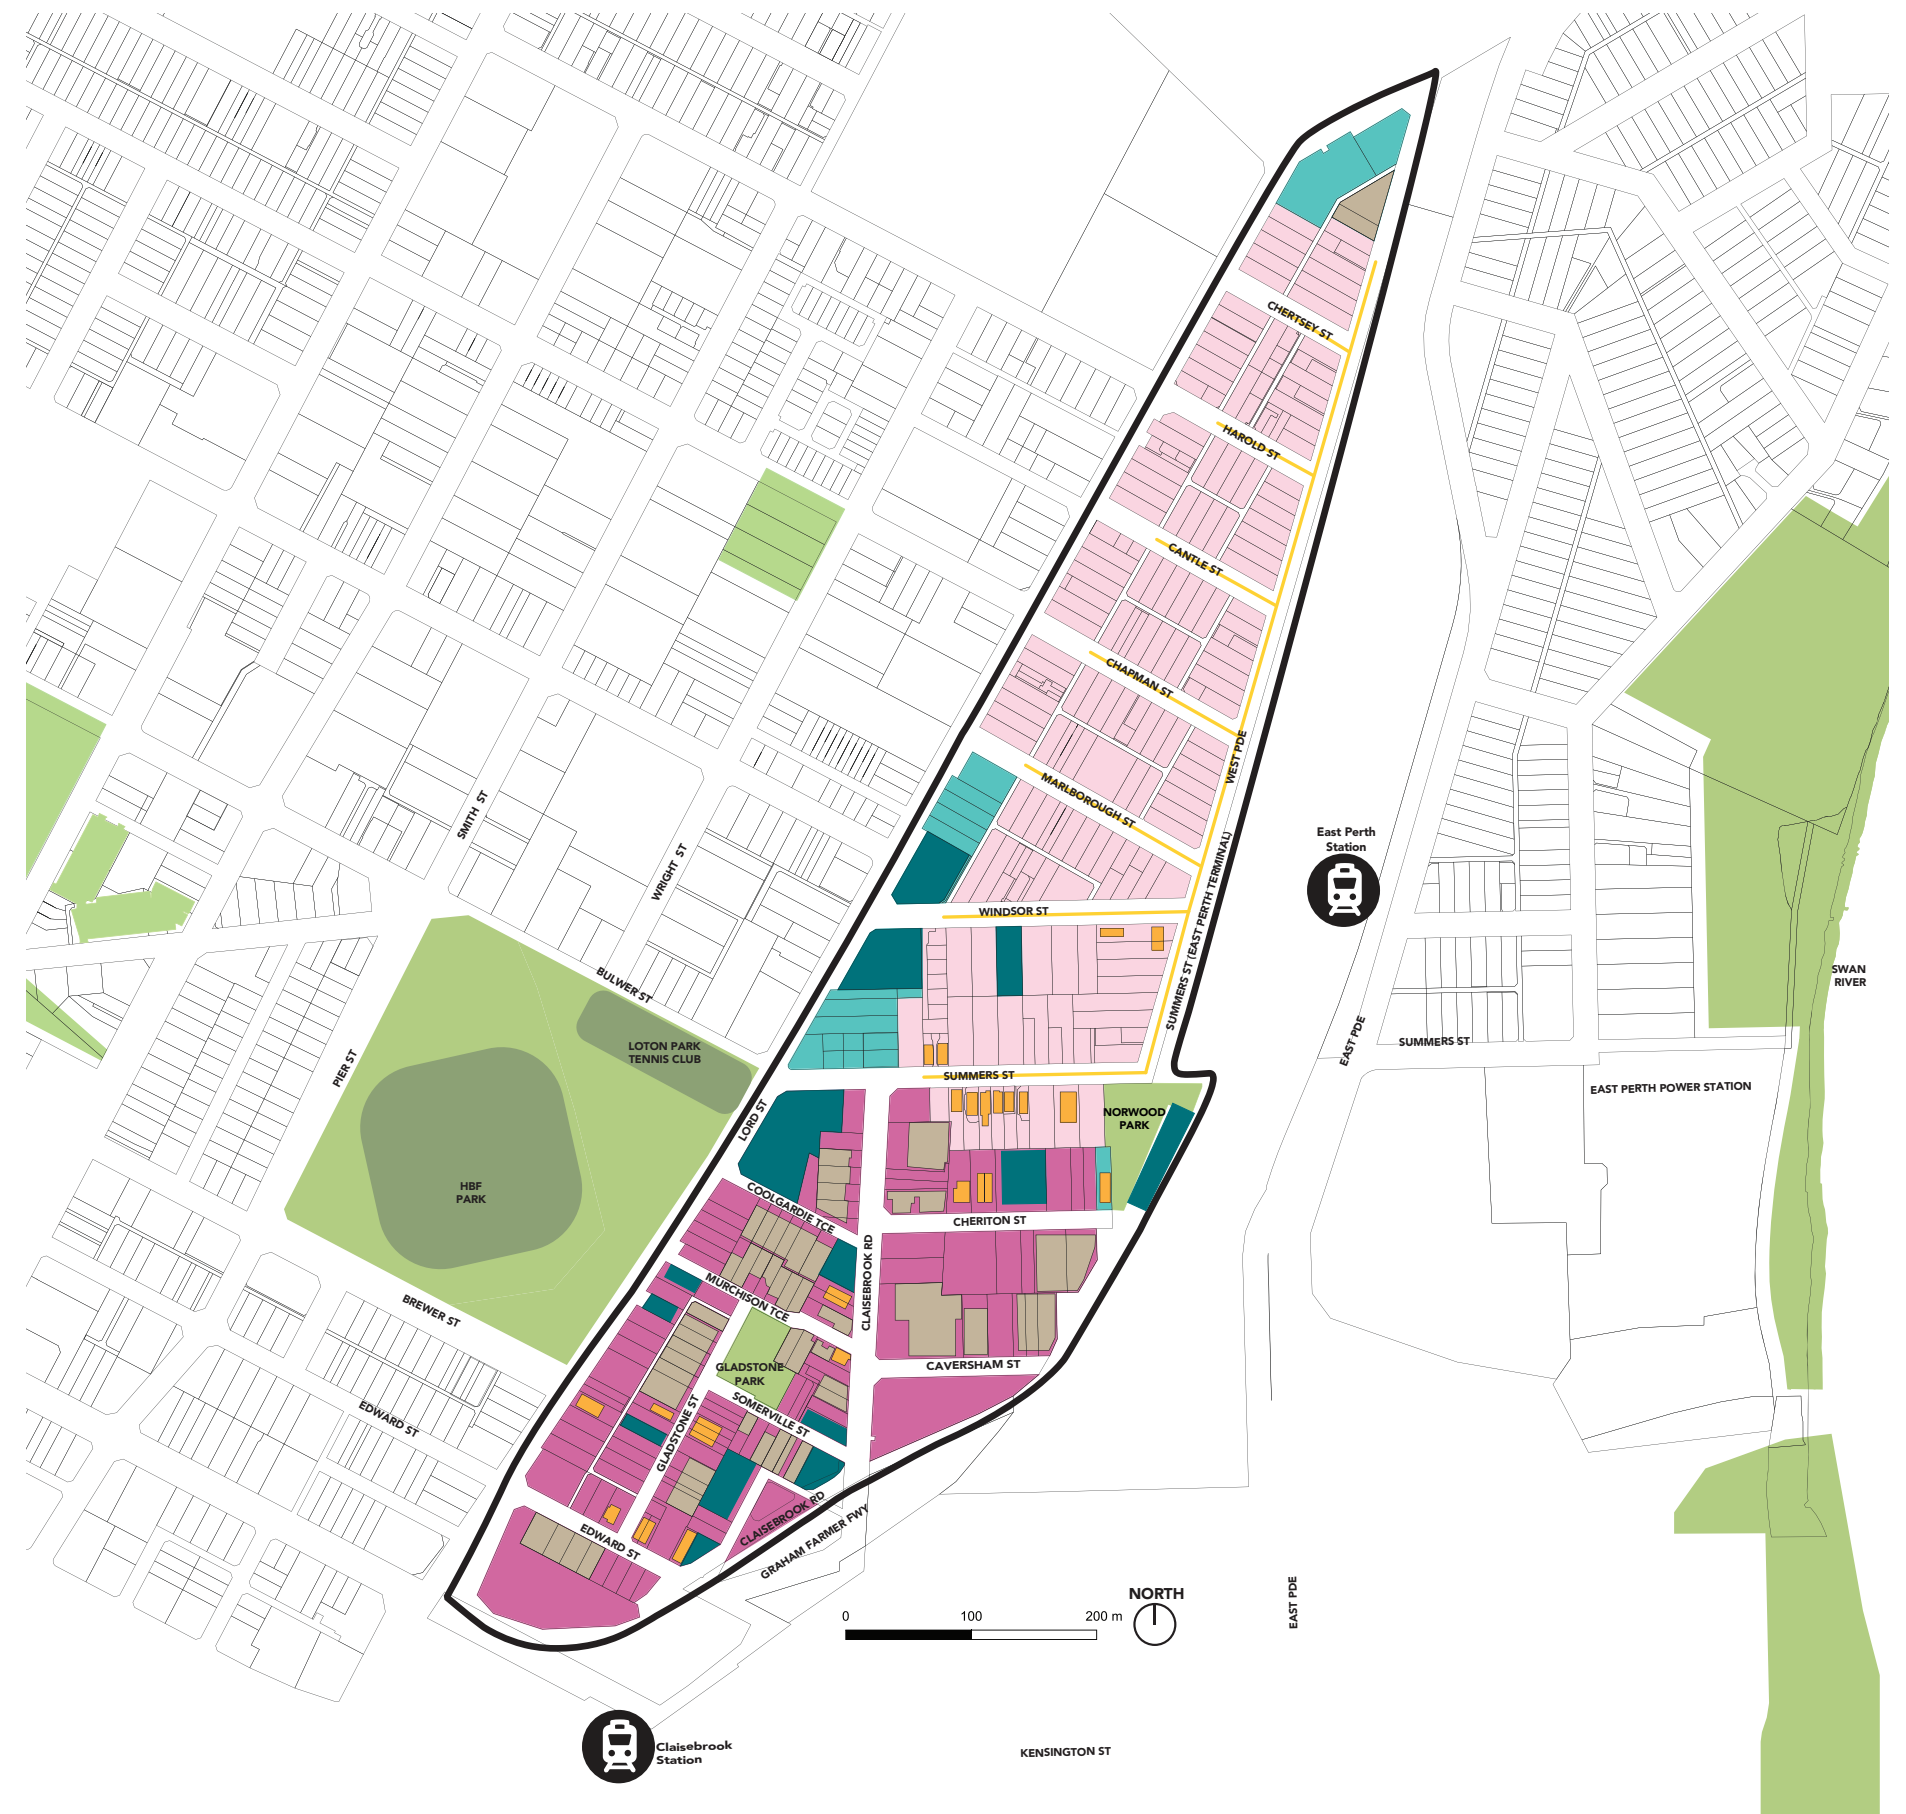 CHERTSEY ST
HAROLD ST
CANTLE ST
CHAPMAN ST
WEST PDE
MARLBOROUGH ST
SMITH ST
WRIGHT ST
East Perth
Station
SUMMERS ST (EAST PERTH TERMINAL)
WINDSOR ST
BULWER ST
SWAN
RIVER
EAST PDE
SUMMERS ST
LOTON PARK
TENNIS CLUB
PIER ST
SUMMERS ST
EAST PERTH POWER STATION
LORD ST
NORWOOD
PARK
HBF
PARK
COOLGARDIE TCE
CHERITON ST
CLAISEBROOK RD
MURCHISON TCE
BREWER ST
GLADSTONE
PARK
CAVERSHAM ST
EDWARD ST
GLADSTONE ST
SOMERVILLE ST
CLAISEBROOK RD
GRAHAM FARMER FWY
EDWARD ST
EAST PDE
NORTH
0 100 200 m
Claisebrook
Station
KENSINGTON ST